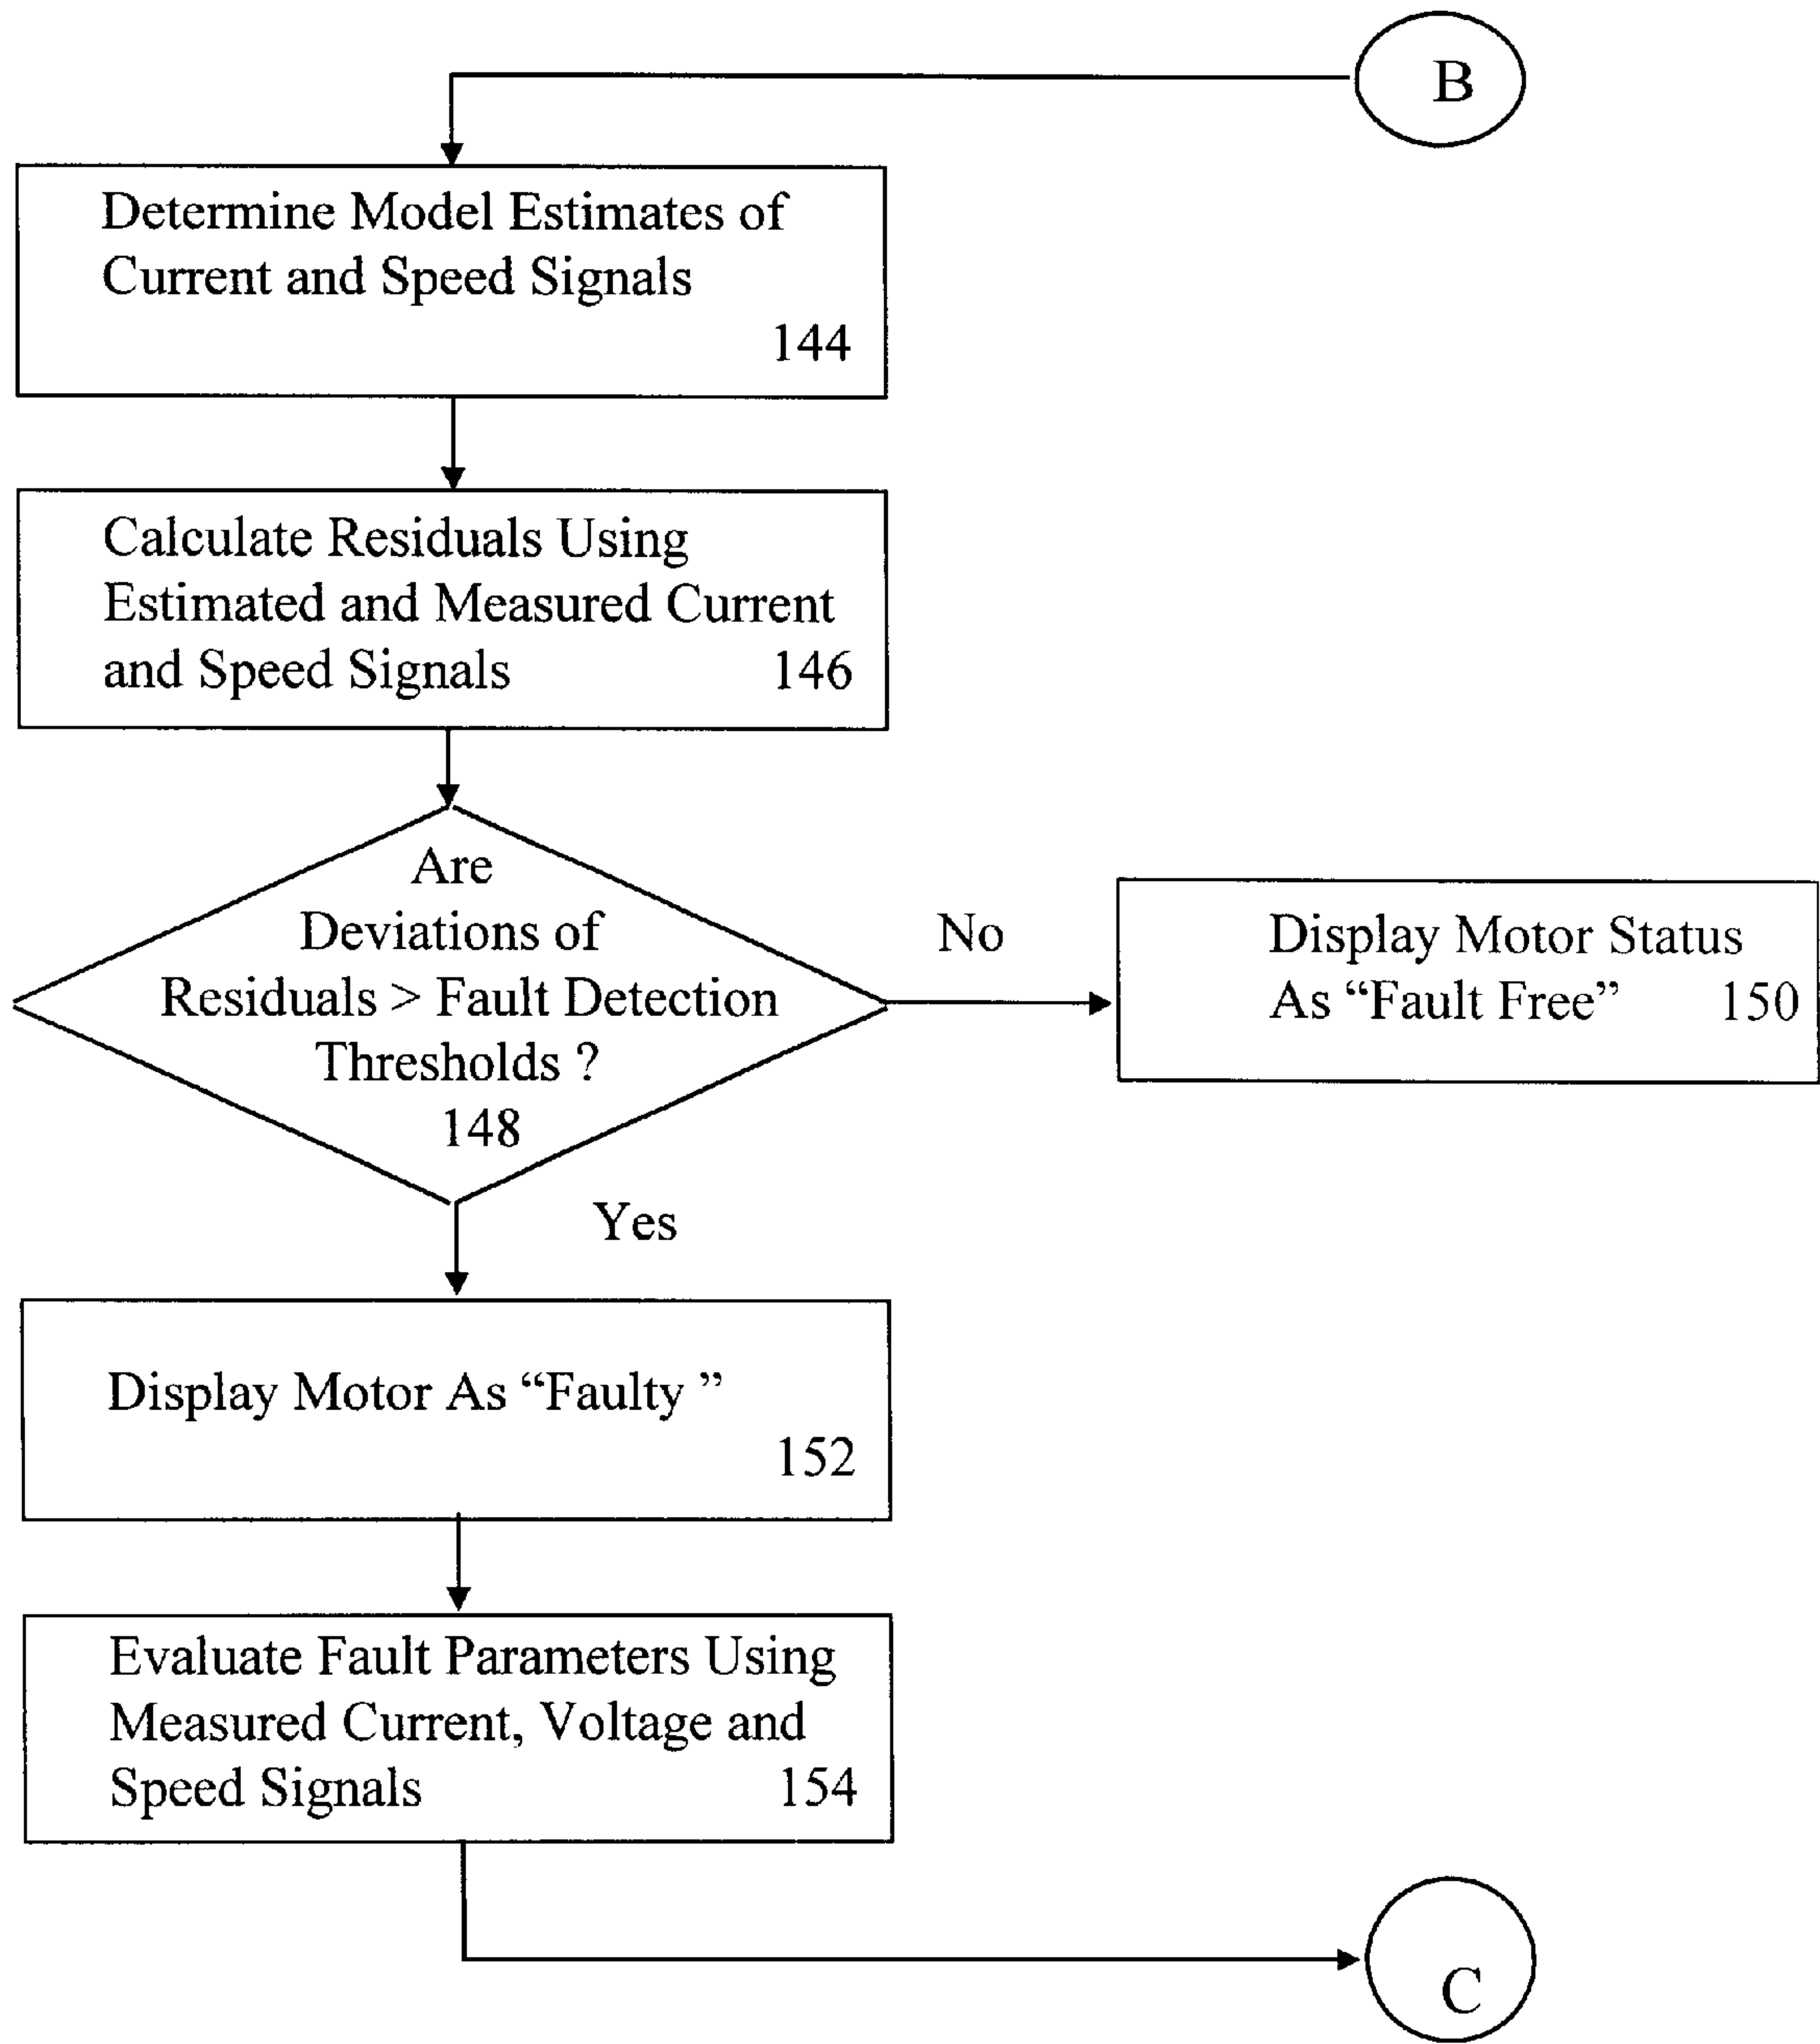 B
Determine Model Estimates of
Current and Speed Signals
144
Calculate Residuals Using
Estimated and Measured Current
and Speed Signals 146
Are
Deviations of
Residuals > Fault Detection
Thresholds ?
148
No
Display Motor Status
As “Fault Free” 150
Yes
Display Motor As “Faulty ”
152
Evaluate Fault Parameters Using
Measured Current, Voltage and
Speed Signals 154
C